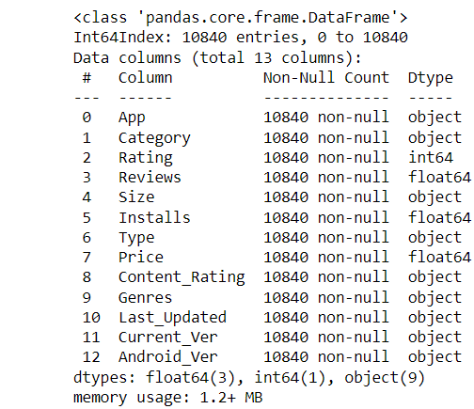 <class 'pandas.core.frame.DataFrame'>
Int64Index: 10840 entries, 0 to 10840
Data columns (total 13 columns):
 #   Column          Non-Null Count  Dtype
---  ------          --------------  -----
 0   App             10840 non-null  object
 1   Category        10840 non-null  object
 2   Rating          10840 non-null  int64
 3   Reviews         10840 non-null  float64
 4   Size            10840 non-null  object
 5   Installs        10840 non-null  float64
 6   Type            10840 non-null  object
 7   Price           10840 non-null  float64
 8   Content_Rating  10840 non-null  object
 9   Genres          10840 non-null  object
 10  Last_Updated    10840 non-null  object
 11  Current_Ver     10840 non-null  object
 12  Android_Ver     10840 non-null  object
dtypes: float64(3), int64(1), object(9)
memory usage: 1.2+ MB